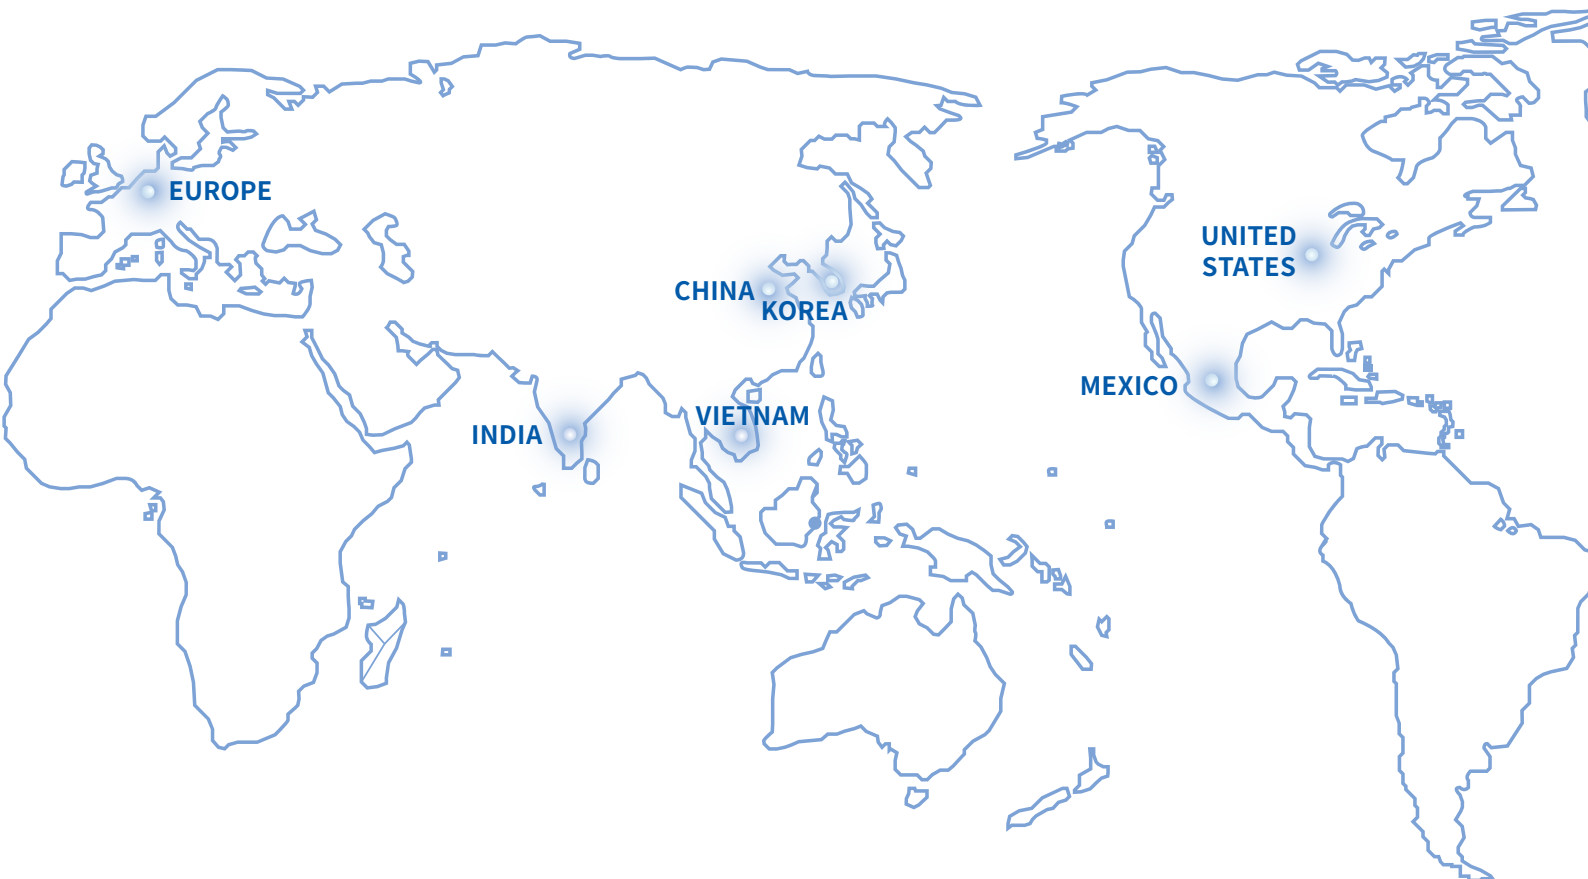 EUROPE
UNITED
STATES
CHINA
KOREA
MEXICO
VIETNAM
INDIA